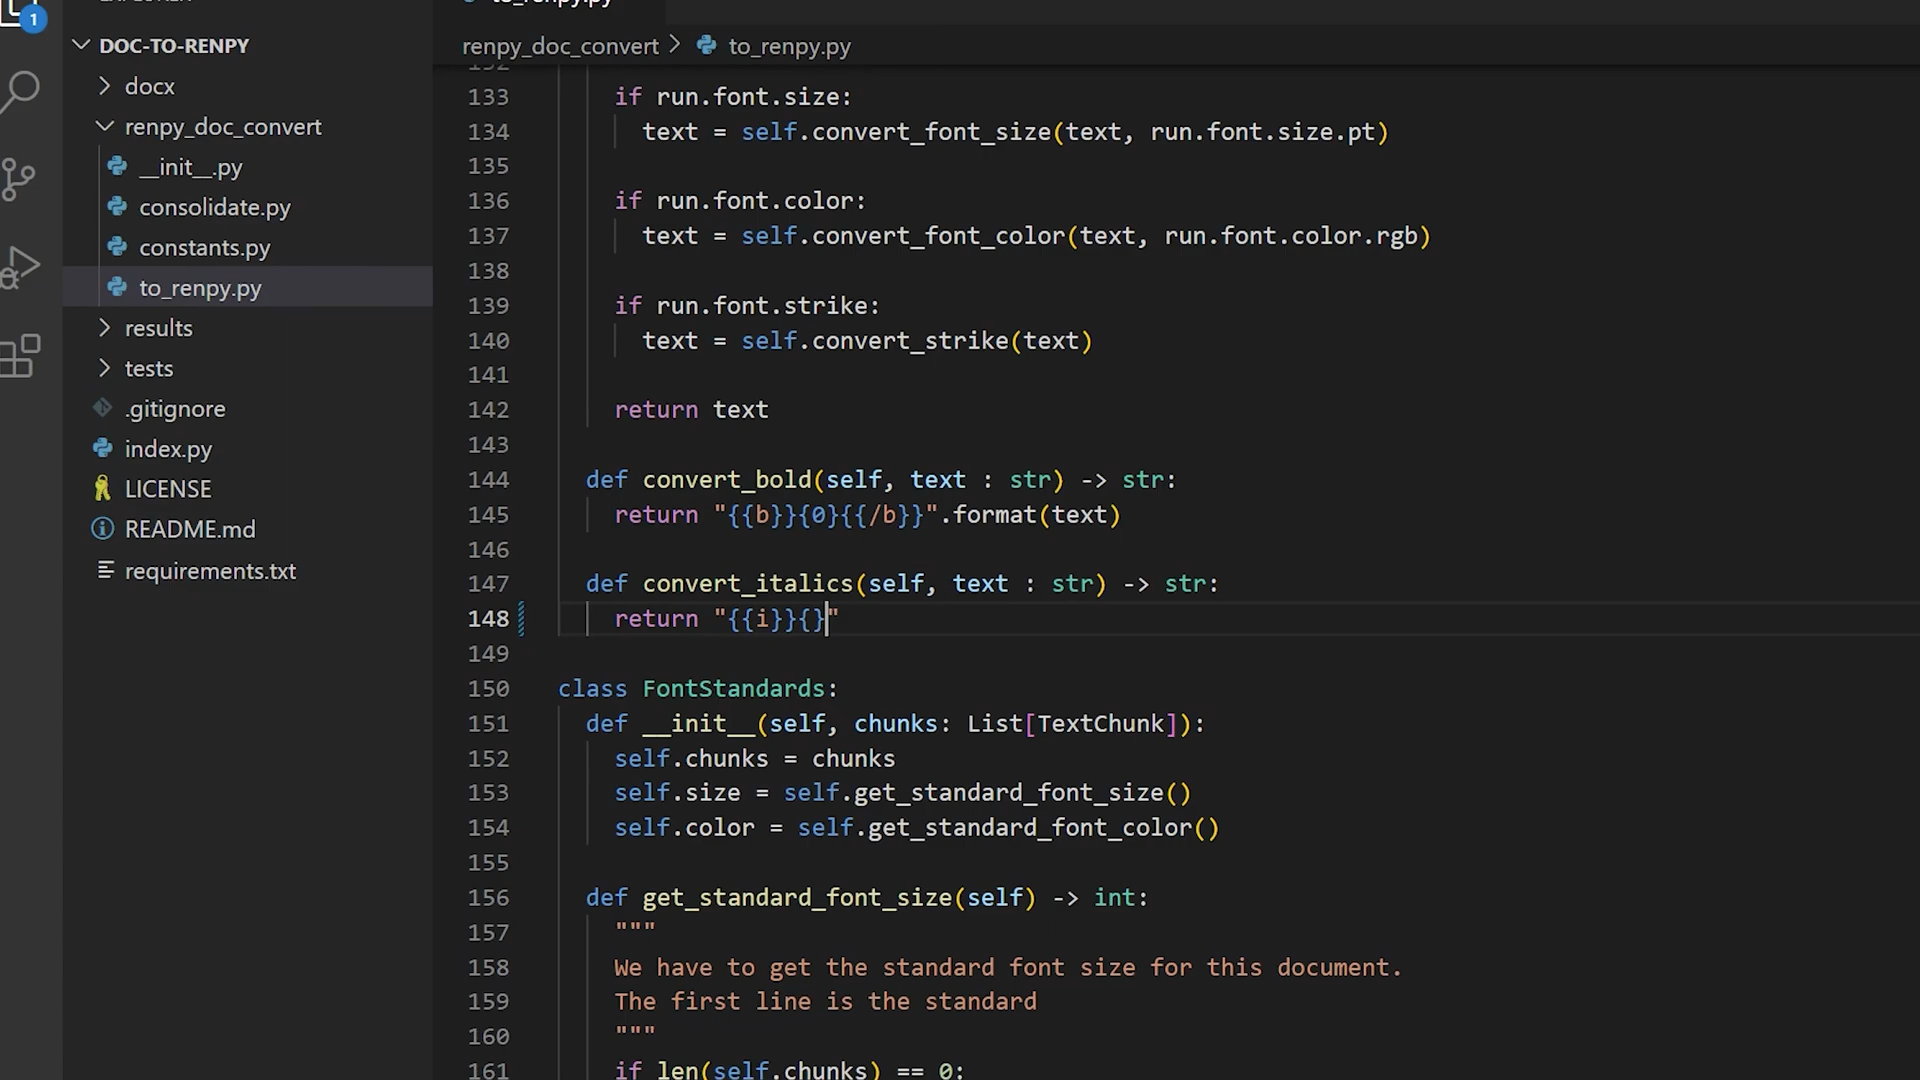 1
DOC-TO-RENPY
docx
renpy_doc_convert
__init__.py
consolidate.py
constants.py
to_renpy.py
results
tests
.gitignore
index.py
LICENSE
README.md
requirements.txt
to_renpy.py
renpy_doc_convert > to_renpy.py
132
133 if run.font.size:
134 text = self.convert_font_size(text, run.font.size.pt)
135
136 if run.font.color:
137 text = self.convert_font_color(text, run.font.color.rgb)
138
139 if run.font.strike:
140 text = self.convert_strike(text)
141
142 return text
143
144 def convert_bold(self, text : str) -> str:
145 return "{{b}}{0}{{/b}}".format(text)
146
147 def convert_italics(self, text : str) -> str:
148 return "{{i}}{}"
149
150 class FontStandards:
151 def __init__(self, chunks: List[TextChunk]):
152 self.chunks = chunks
153 self.size = self.get_standard_font_size()
154 self.color = self.get_standard_font_color()
155
156 def get_standard_font_size(self) -> int:
157 """
158 We have to get the standard font size for this document.
159 The first line is the standard
160 """
161 if len(self.chunks) == 0: